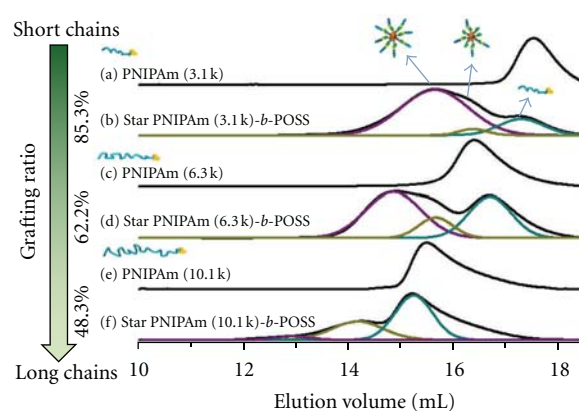 Short chains
(a) PNIPAm (3.1 k)
85.3%
(b) Star PNIPAm (3.1 k)-b-POSS
(c) PNIPAm (6.3 k)
Grafting ratio
62.2%
(d) Star PNIPAm (6.3 k)-b-POSS
(e) PNIPAm (10.1 k)
48.3%
(f) Star PNIPAm (10.1 k)-b-POSS
Long chains
10 12 14 16 18
Elution volume (mL)